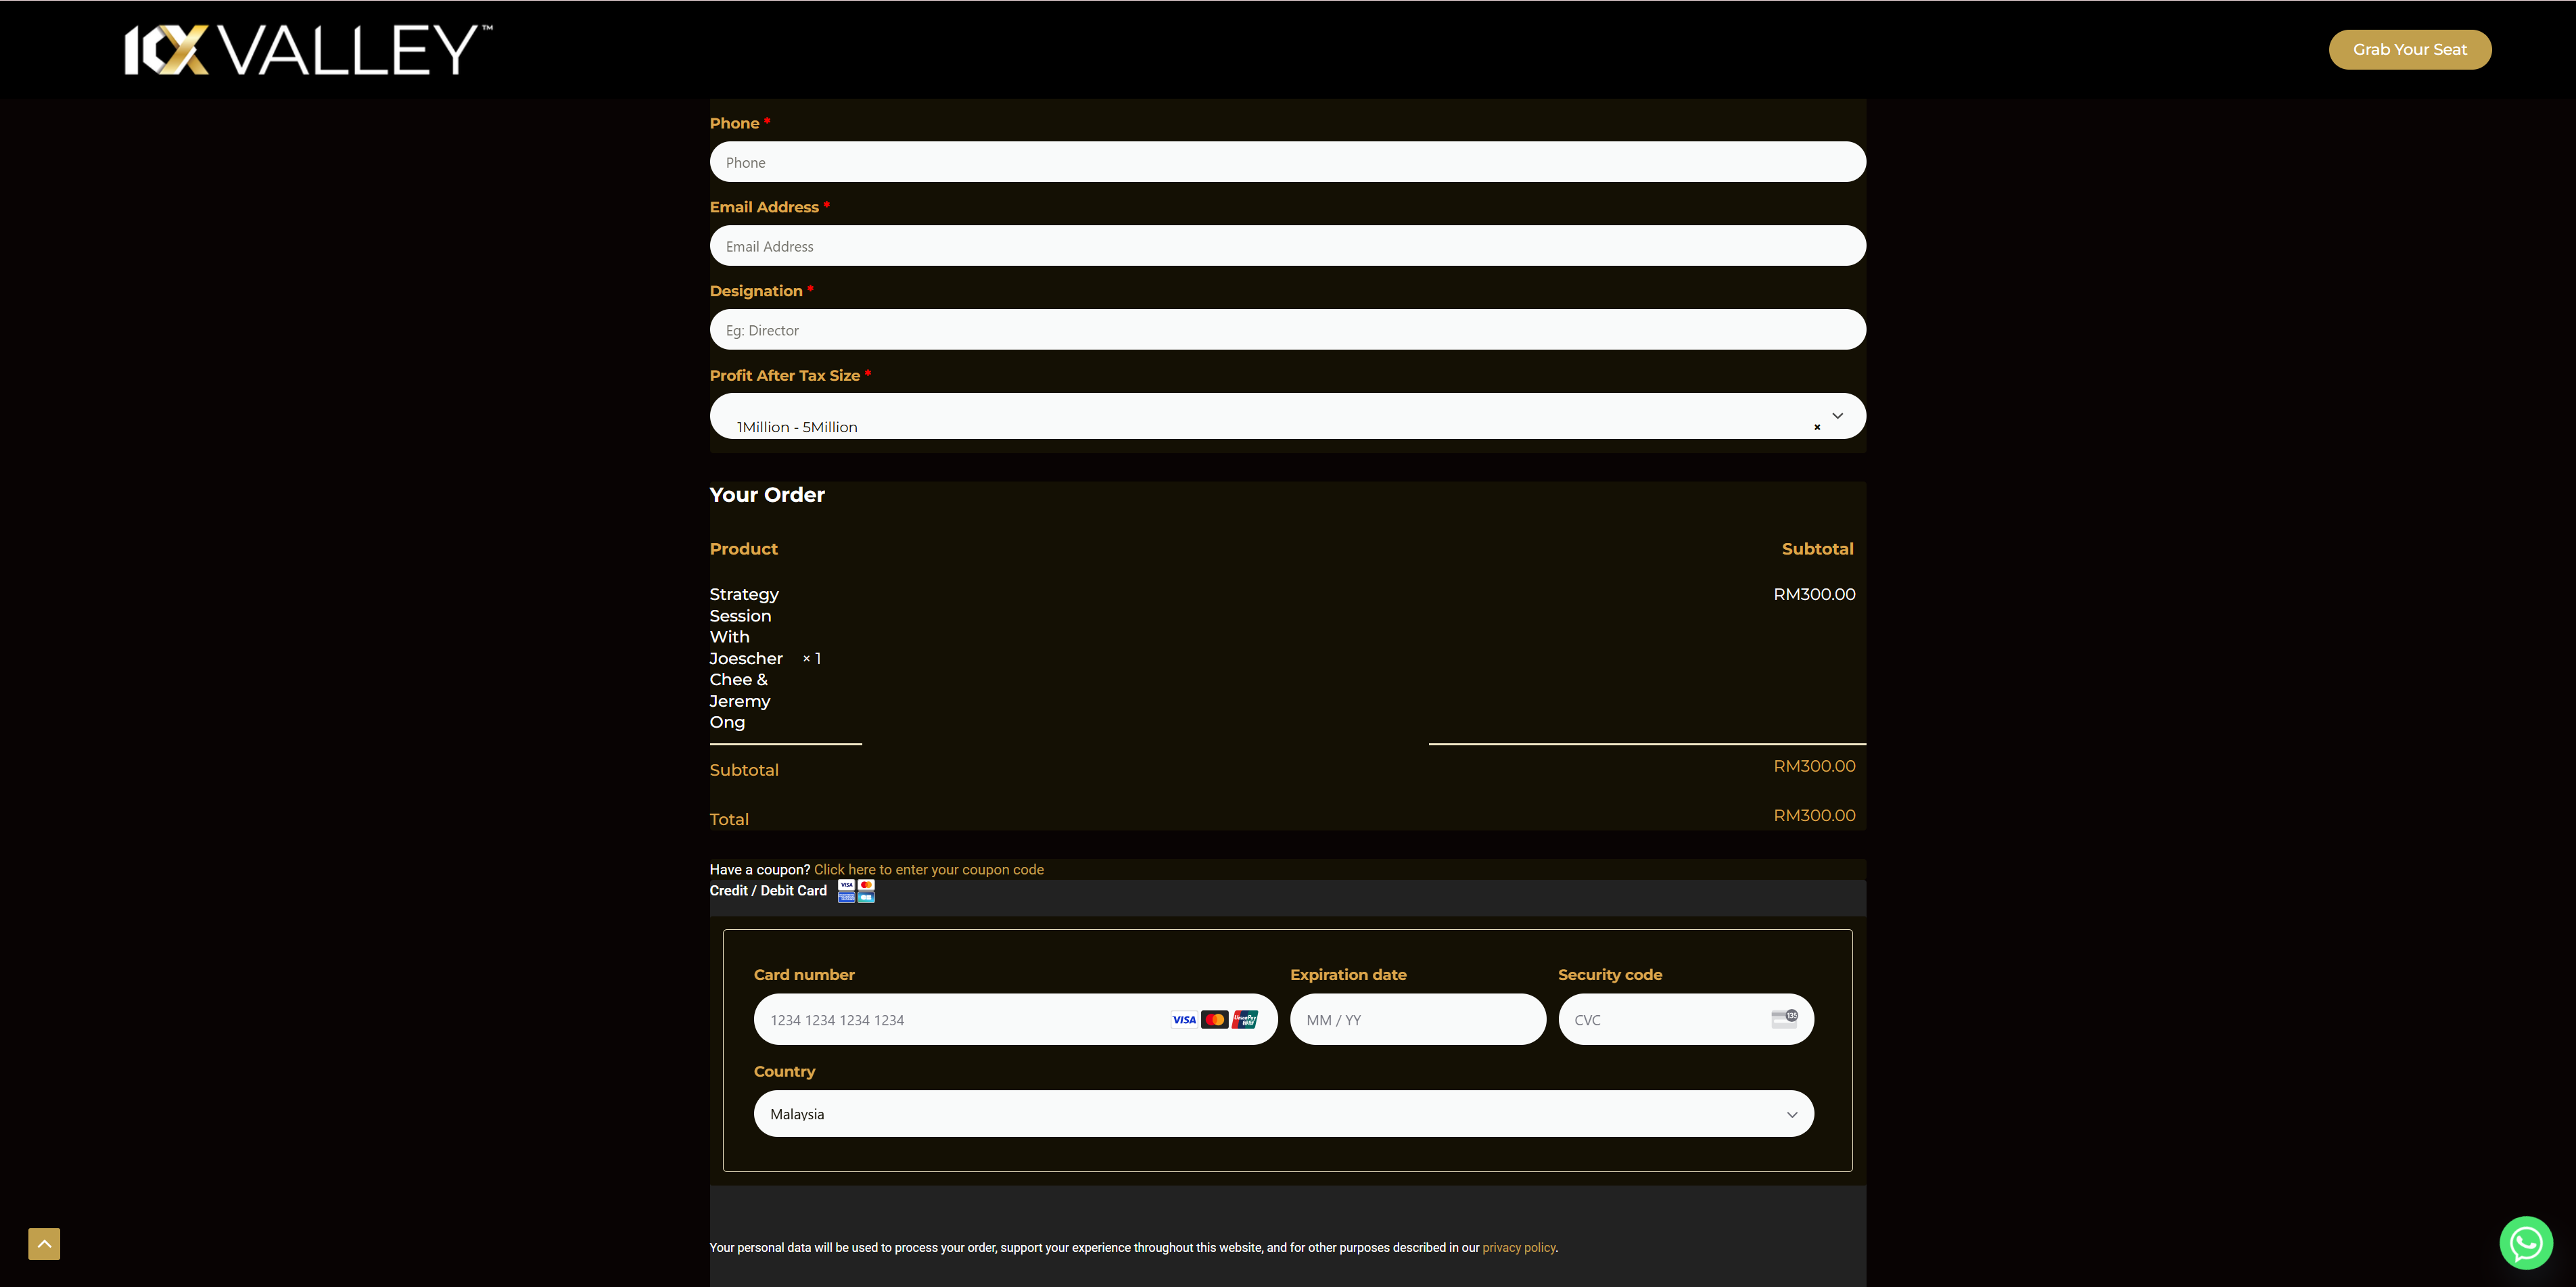 10X VALLEY™
Grab Your Seat
Phone *
Phone
Email Address *
Email Address
Designation *
Eg: Director
Profit After Tax Size *
1Million - 5Million ×
Your Order
Product Subtotal
Strategy RM300.00
Session
With
Joescher × 1
Chee &
Jeremy
Ong
Subtotal RM300.00
Total RM300.00
Have a coupon? Click here to enter your coupon code
Credit / Debit Card VISA
Card number Expiration date Security code
1234 1234 1234 1234 VISA UnionPay MM / YY CVC 135
Country
Malaysia
Your personal data will be used to process your order, support your experience throughout this website, and for other purposes described in our privacy policy.